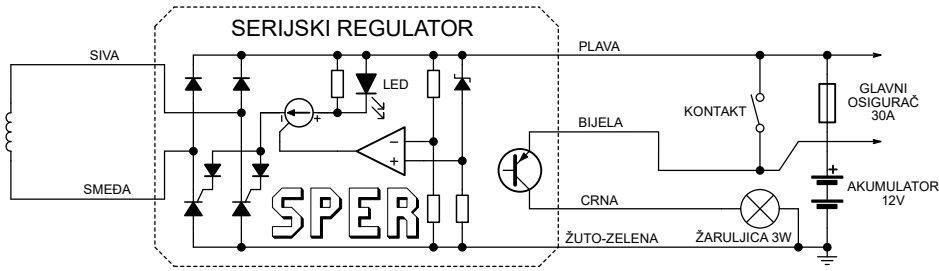 SERIJSKI REGULATOR
SIVA
PLAVA
LED
KONTAKT
GLAVNI
OSIGURAČ
30A
BIJELA
- +
-
+
SMEĐA
SPER
CRNA
+
AKUMULATOR
12V
ŽUTO-ZELENA
ŽARULJICA 3W